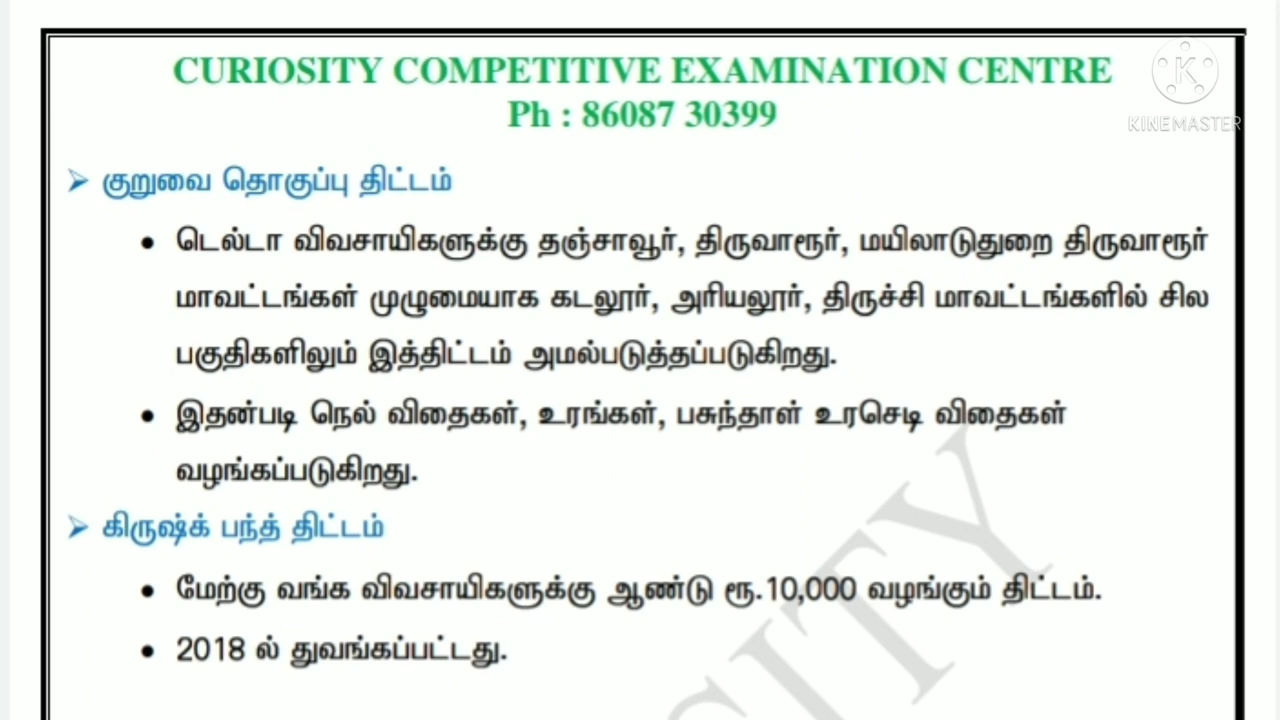 CURIOSITY COMPETITIVE EXAMINATION CENTRE
Ph : 86087 30399
K
KINEMASTER
➢ குறுவை தொகுப்பு திட்டம்
• டெல்டா விவசாயிகளுக்கு தஞ்சாவூர், திருவாரூர், மயிலாடுதுறை திருவாரூர்
மாவட்டங்கள் முழுமையாக கடலூர், அரியலூர், திருச்சி மாவட்டங்களில் சில
பகுதிகளிலும் இத்திட்டம் அமல்படுத்தப்படுகிறது.
• இதன்படி நெல் விதைகள், உரங்கள், பசுந்தாள் உரசெடி விதைகள்
வழங்கப்படுகிறது.
➢ கிருஷ்க் பந்த் திட்டம்
• மேற்கு வங்க விவசாயிகளுக்கு ஆண்டு ரூ.10,000 வழங்கும் திட்டம்.
• 2018 ல் துவங்கப்பட்டது.
SITY